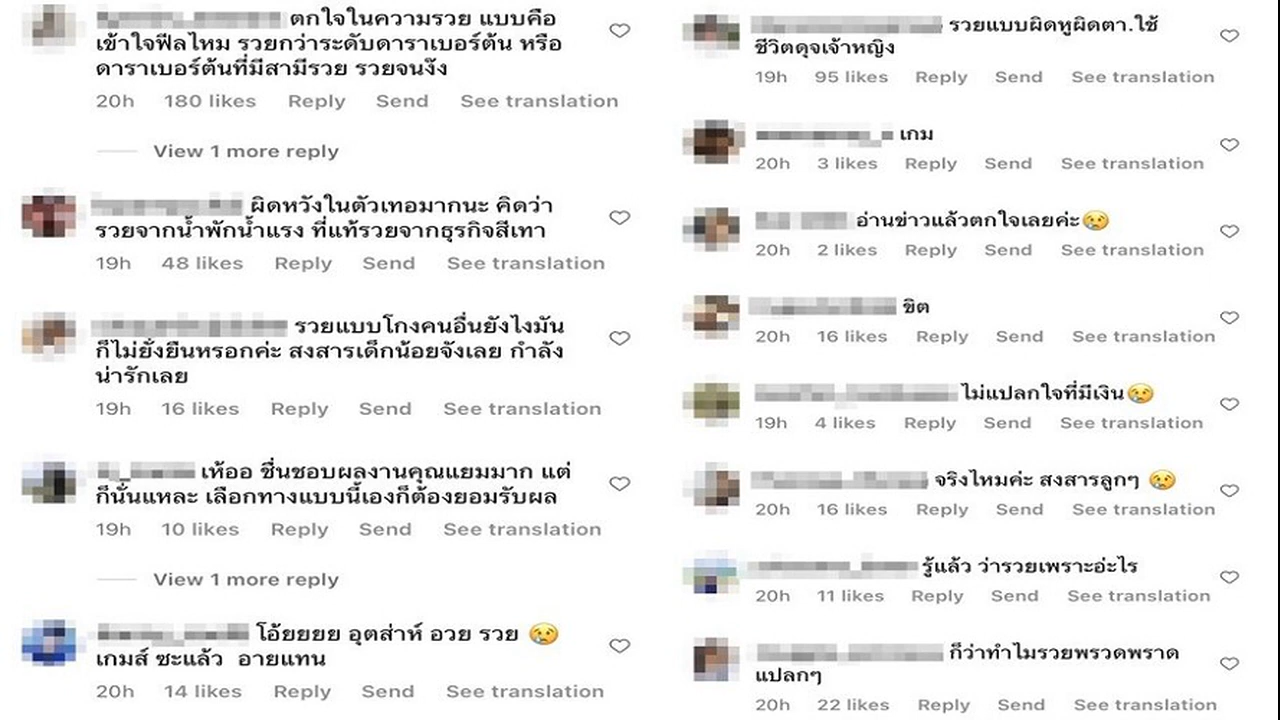 ตกใจในความรวย แบบคือ
เข้าใจฟีลไหม รวยกว่าระดับดาราเบอร์ต้น หรือ
ดาราเบอร์ต้นที่มีสามีรวย รวยจนงัง
20h 180 likes Reply Send See translation
View 1 more reply
ผิดหวังในตัวเทอมากนะ คิดว่า
รวยจากน้ำพักน้ำแรง ที่แท้รวยจากธุรกิจสีเทา
19h 48 likes Reply Send See translation
รวยแบบโกงคนอื่นยังไงมัน
ก็ไม่ยั่งยืนหรอกค่ะ สงสารเด็กน้อยจังเลย กำลัง
น่ารักเลย
19h 16 likes Reply Send See translation
เห้ออ ชื่นชอบผลงานคุณแยมมาก แต่
ก็นั่นแหละ เลือกทางแบบนี้เองก็ต้องยอมรับผล
19h 10 likes Reply Send See translation
View 1 more reply
โอ้ยยยย อุตส่าห์ อวย รวย 😢
เกมส์ ซะแล้ว อายแทน
20h 14 likes Reply Send See translation
รวยแบบผิดหูผิดตา.ใช้
ชีวิตดุจเจ้าหญิง
19h 95 likes Reply Send See translation
เกม
20h 3 likes Reply Send See translation
อ่านข่าวแล้วตกใจเลยค่ะ😢
20h 2 likes Reply Send See translation
ขิต
20h 16 likes Reply Send See translation
ไม่แปลกใจที่มีเงิน😢
19h 4 likes Reply Send See translation
จริงไหมค่ะ สงสารลูกๆ 😢
20h 16 likes Reply Send See translation
รู้แล้ว ว่ารวยเพราะอ่ะไร
20h 11 likes Reply Send See translation
ก็ว่าทำไมรวยพรวดพราด
แปลกๆ
20h 22 likes Reply Send See translation